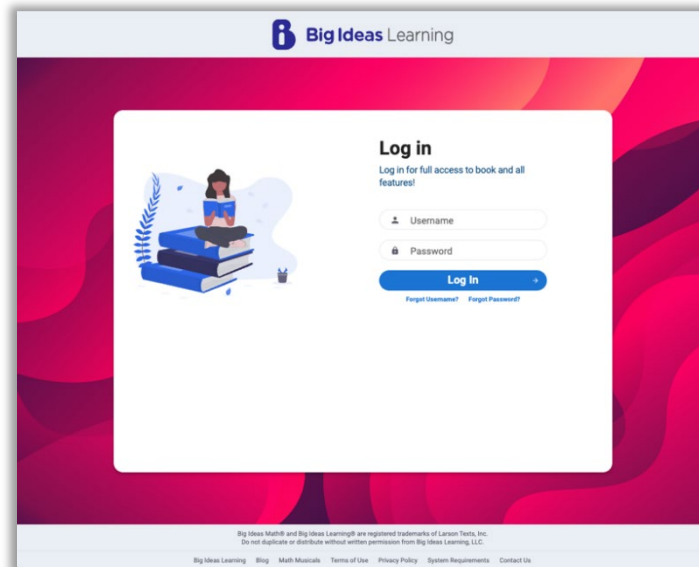 Big Ideas Learning
Log in
Log in for full access to book and all
features!
Username
Password
Log In
Forgot Username? Forgot Password?
Big Ideas Math® and Big Ideas Learning® are registered trademarks of Larson Texts, Inc.
Do not duplicate or distribute without written permission from Big Ideas Learning, LLC.
Big Ideas Learning Blog Math Musicals Terms of Use Privacy Policy System Requirements Contact Us